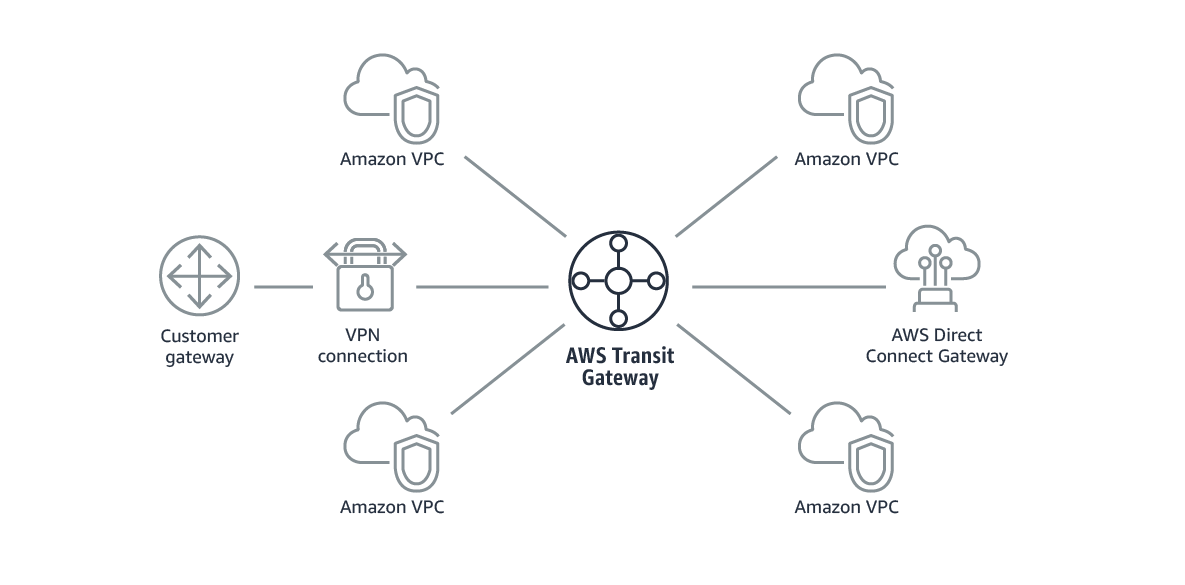 Amazon VPC
Amazon VPC
Customer
gateway
VPN
connection
AWS Transit
Gateway
AWS Direct
Connect Gateway
Amazon VPC
Amazon VPC